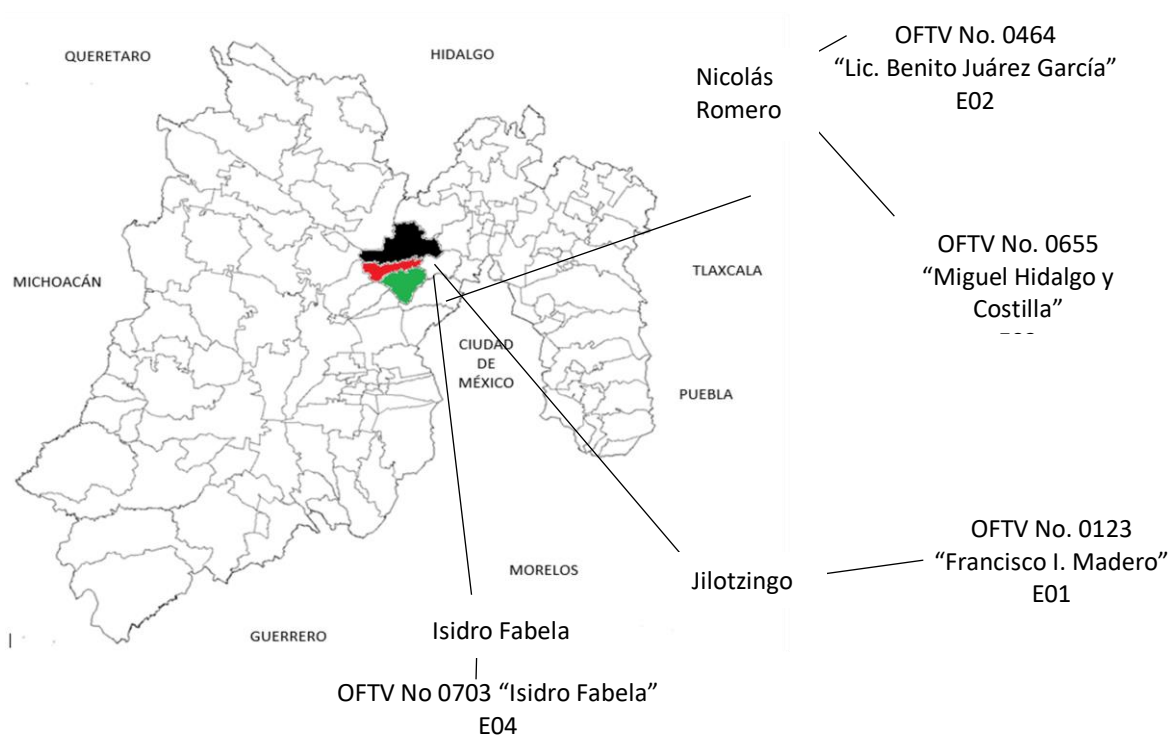 QUERETARO
HIDALGO
Nicolás
Romero
OFTV No. 0464
“Lic. Benito Juárez García”
E02
OFTV No. 0655
“Miguel Hidalgo y
Costilla”
MICHOACÁN
TLAXCALA
CIUDAD
DE
MÉXICO
PUEBLA
OFTV No. 0123
“Francisco I. Madero”
E01
Jilotzingo
MORELOS
GUERRERO
Isidro Fabela
OFTV No 0703 “Isidro Fabela”
E04